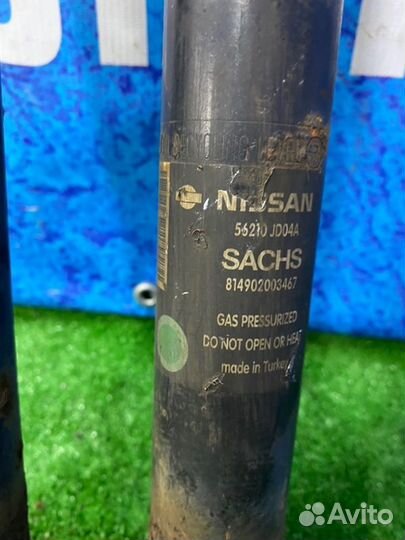 NISSAN
56210 JD04A
SACHS
814902003467
GAS PRESSURIZED
DO NOT OPEN OR HEAT
made in Turkey
Avito